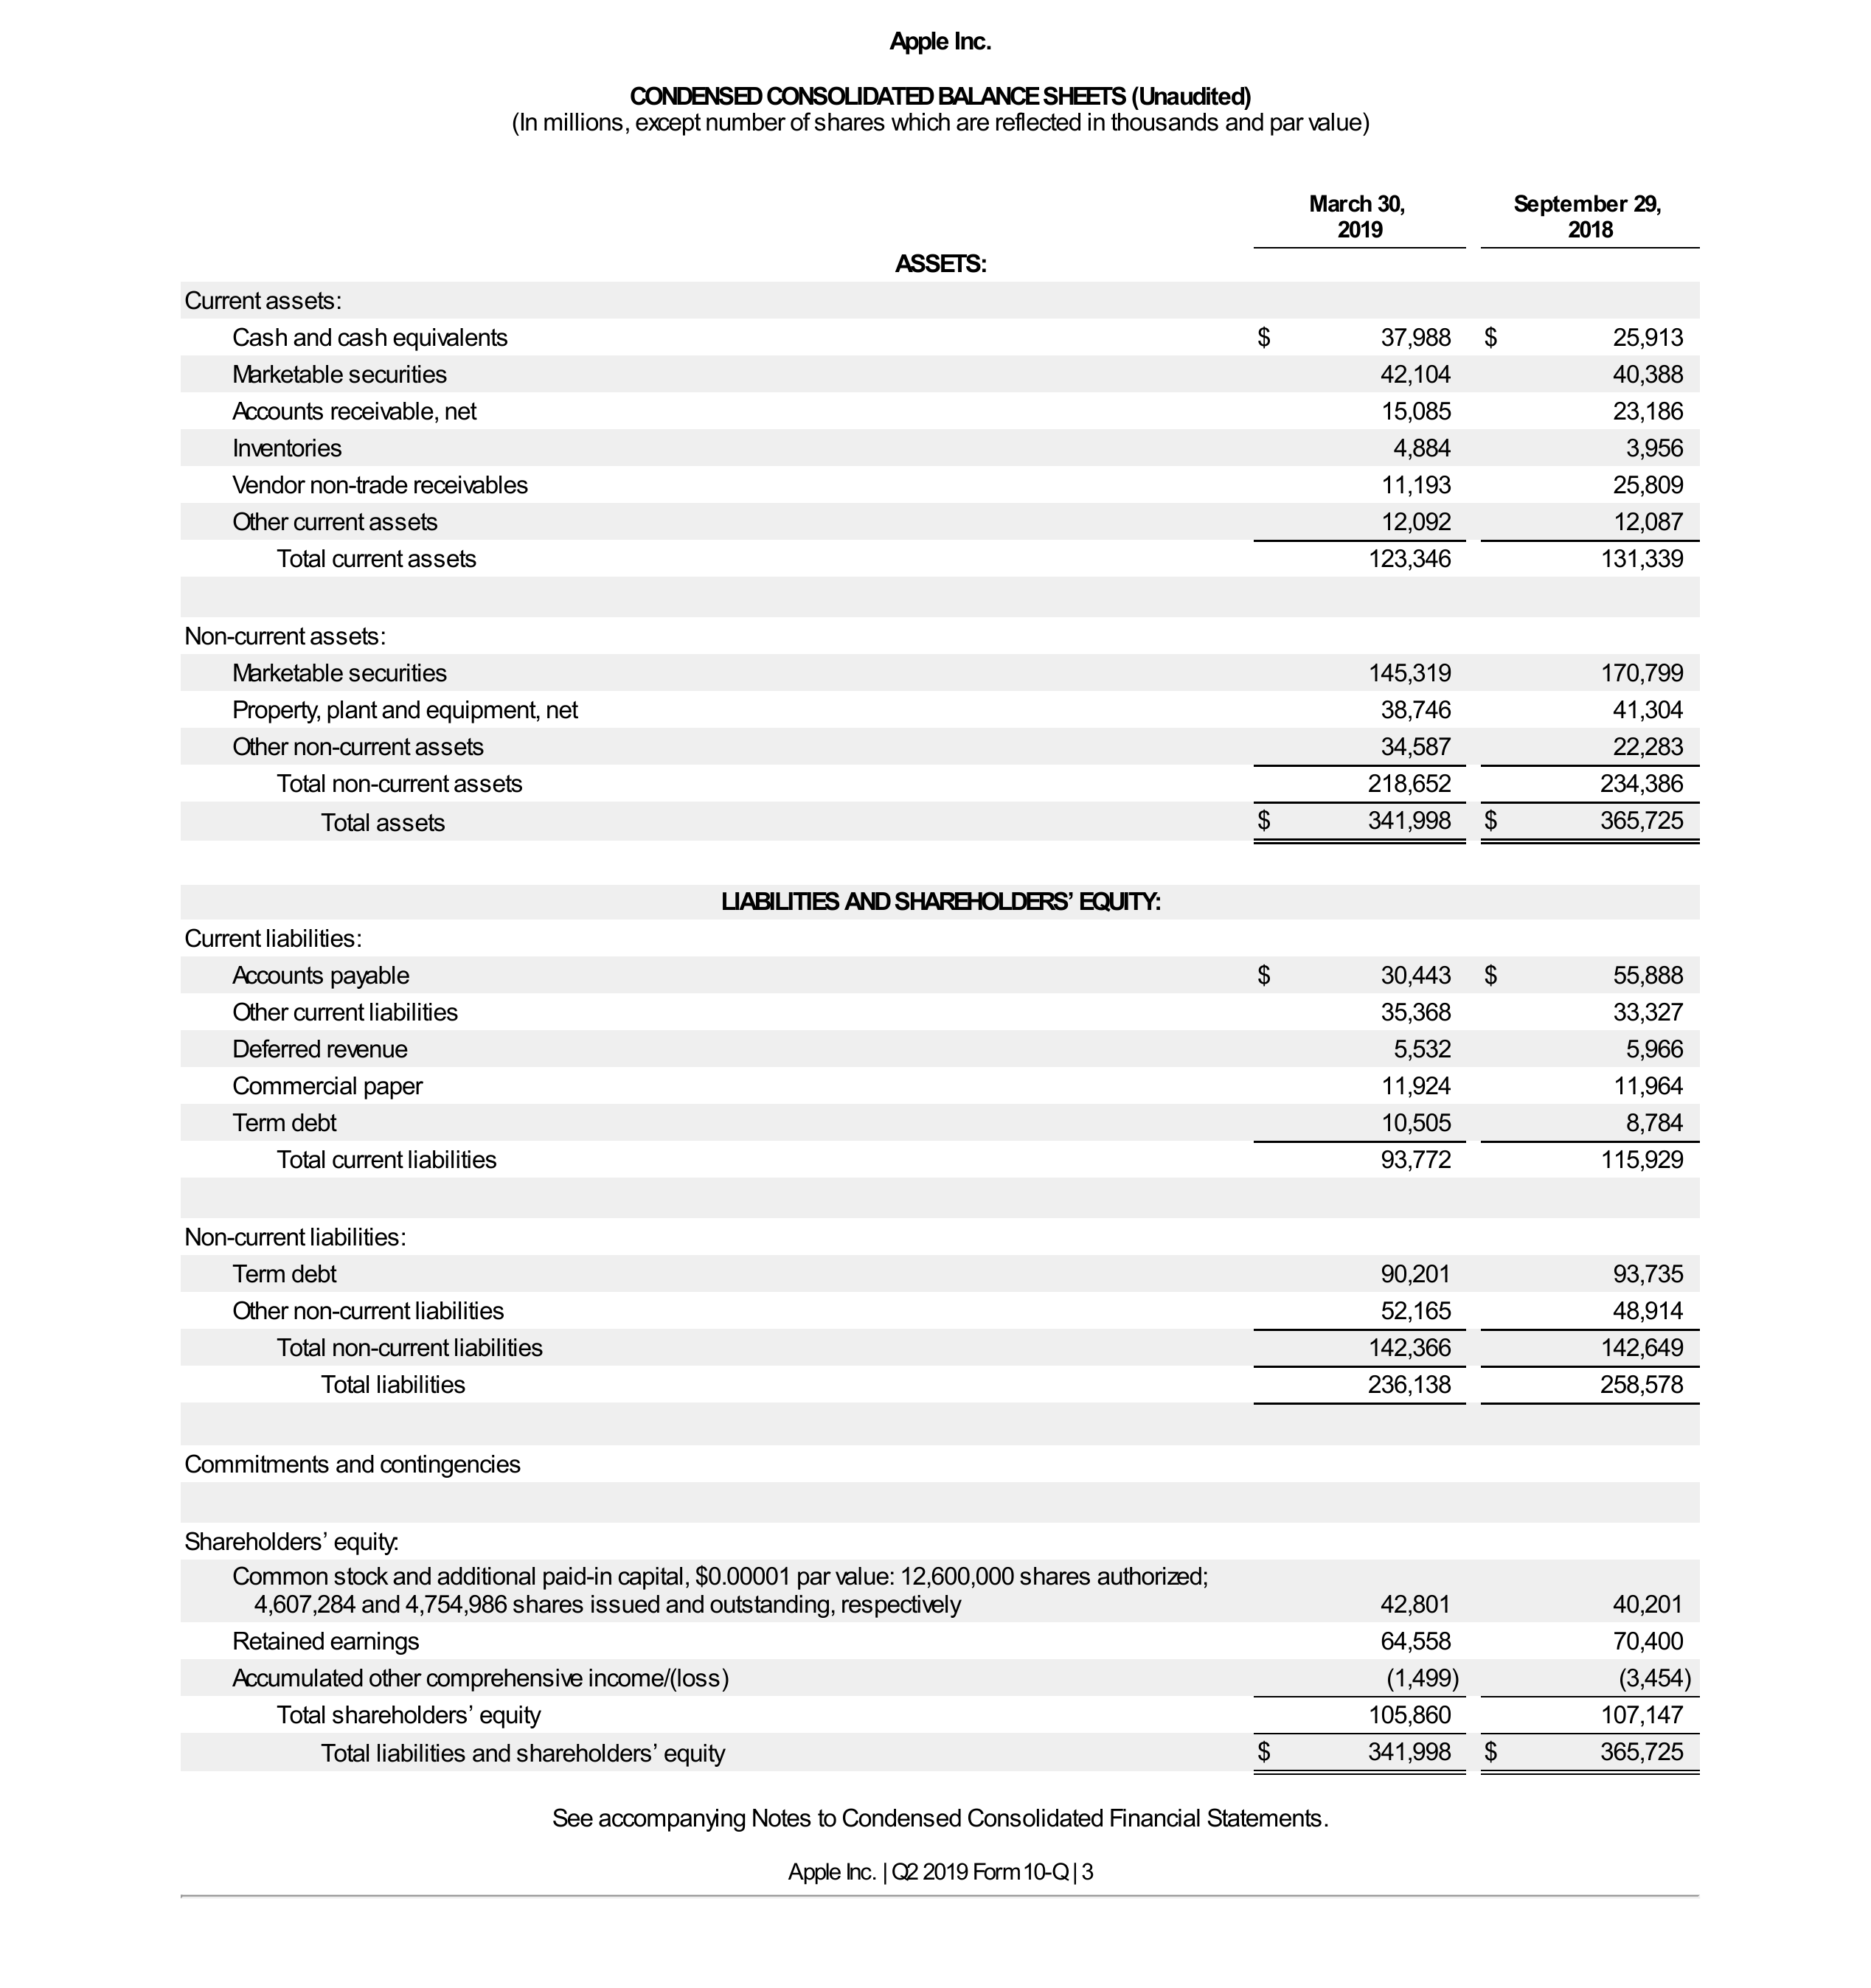 Apple Inc.
CONDENSED CONSOLIDATED BALANCE SHEETS (Unaudited)
(In millions, except number of shares which are reflected in thousands and par value)
March 30, 2019 September 29, 2018
ASSETS:
Current assets:
Cash and cash equivalents $ 37,988 $ 25,913
Marketable securities 42,104 40,388
Accounts receivable, net 15,085 23,186
Inventories 4,884 3,956
Vendor non-trade receivables 11,193 25,809
Other current assets 12,092 12,087
Total current assets 123,346 131,339
Non-current assets:
Marketable securities 145,319 170,799
Property, plant and equipment, net 38,746 41,304
Other non-current assets 34,587 22,283
Total non-current assets 218,652 234,386
Total assets $ 341,998 $ 365,725
LIABILITIES AND SHAREHOLDERS’ EQUITY:
Current liabilities:
Accounts payable $ 30,443 $ 55,888
Other current liabilities 35,368 33,327
Deferred revenue 5,532 5,966
Commercial paper 11,924 11,964
Term debt 10,505 8,784
Total current liabilities 93,772 115,929
Non-current liabilities:
Term debt 90,201 93,735
Other non-current liabilities 52,165 48,914
Total non-current liabilities 142,366 142,649
Total liabilities 236,138 258,578
Commitments and contingencies
Shareholders’ equity:
Common stock and additional paid-in capital, $0.00001 par value: 12,600,000 shares authorized;
4,607,284 and 4,754,986 shares issued and outstanding, respectively 42,801 40,201
Retained earnings 64,558 70,400
Accumulated other comprehensive income/(loss) (1,499) (3,454)
Total shareholders’ equity 105,860 107,147
Total liabilities and shareholders’ equity $ 341,998 $ 365,725
See accompanying Notes to Condensed Consolidated Financial Statements.
Apple Inc. | Q2 2019 Form 10-Q | 3